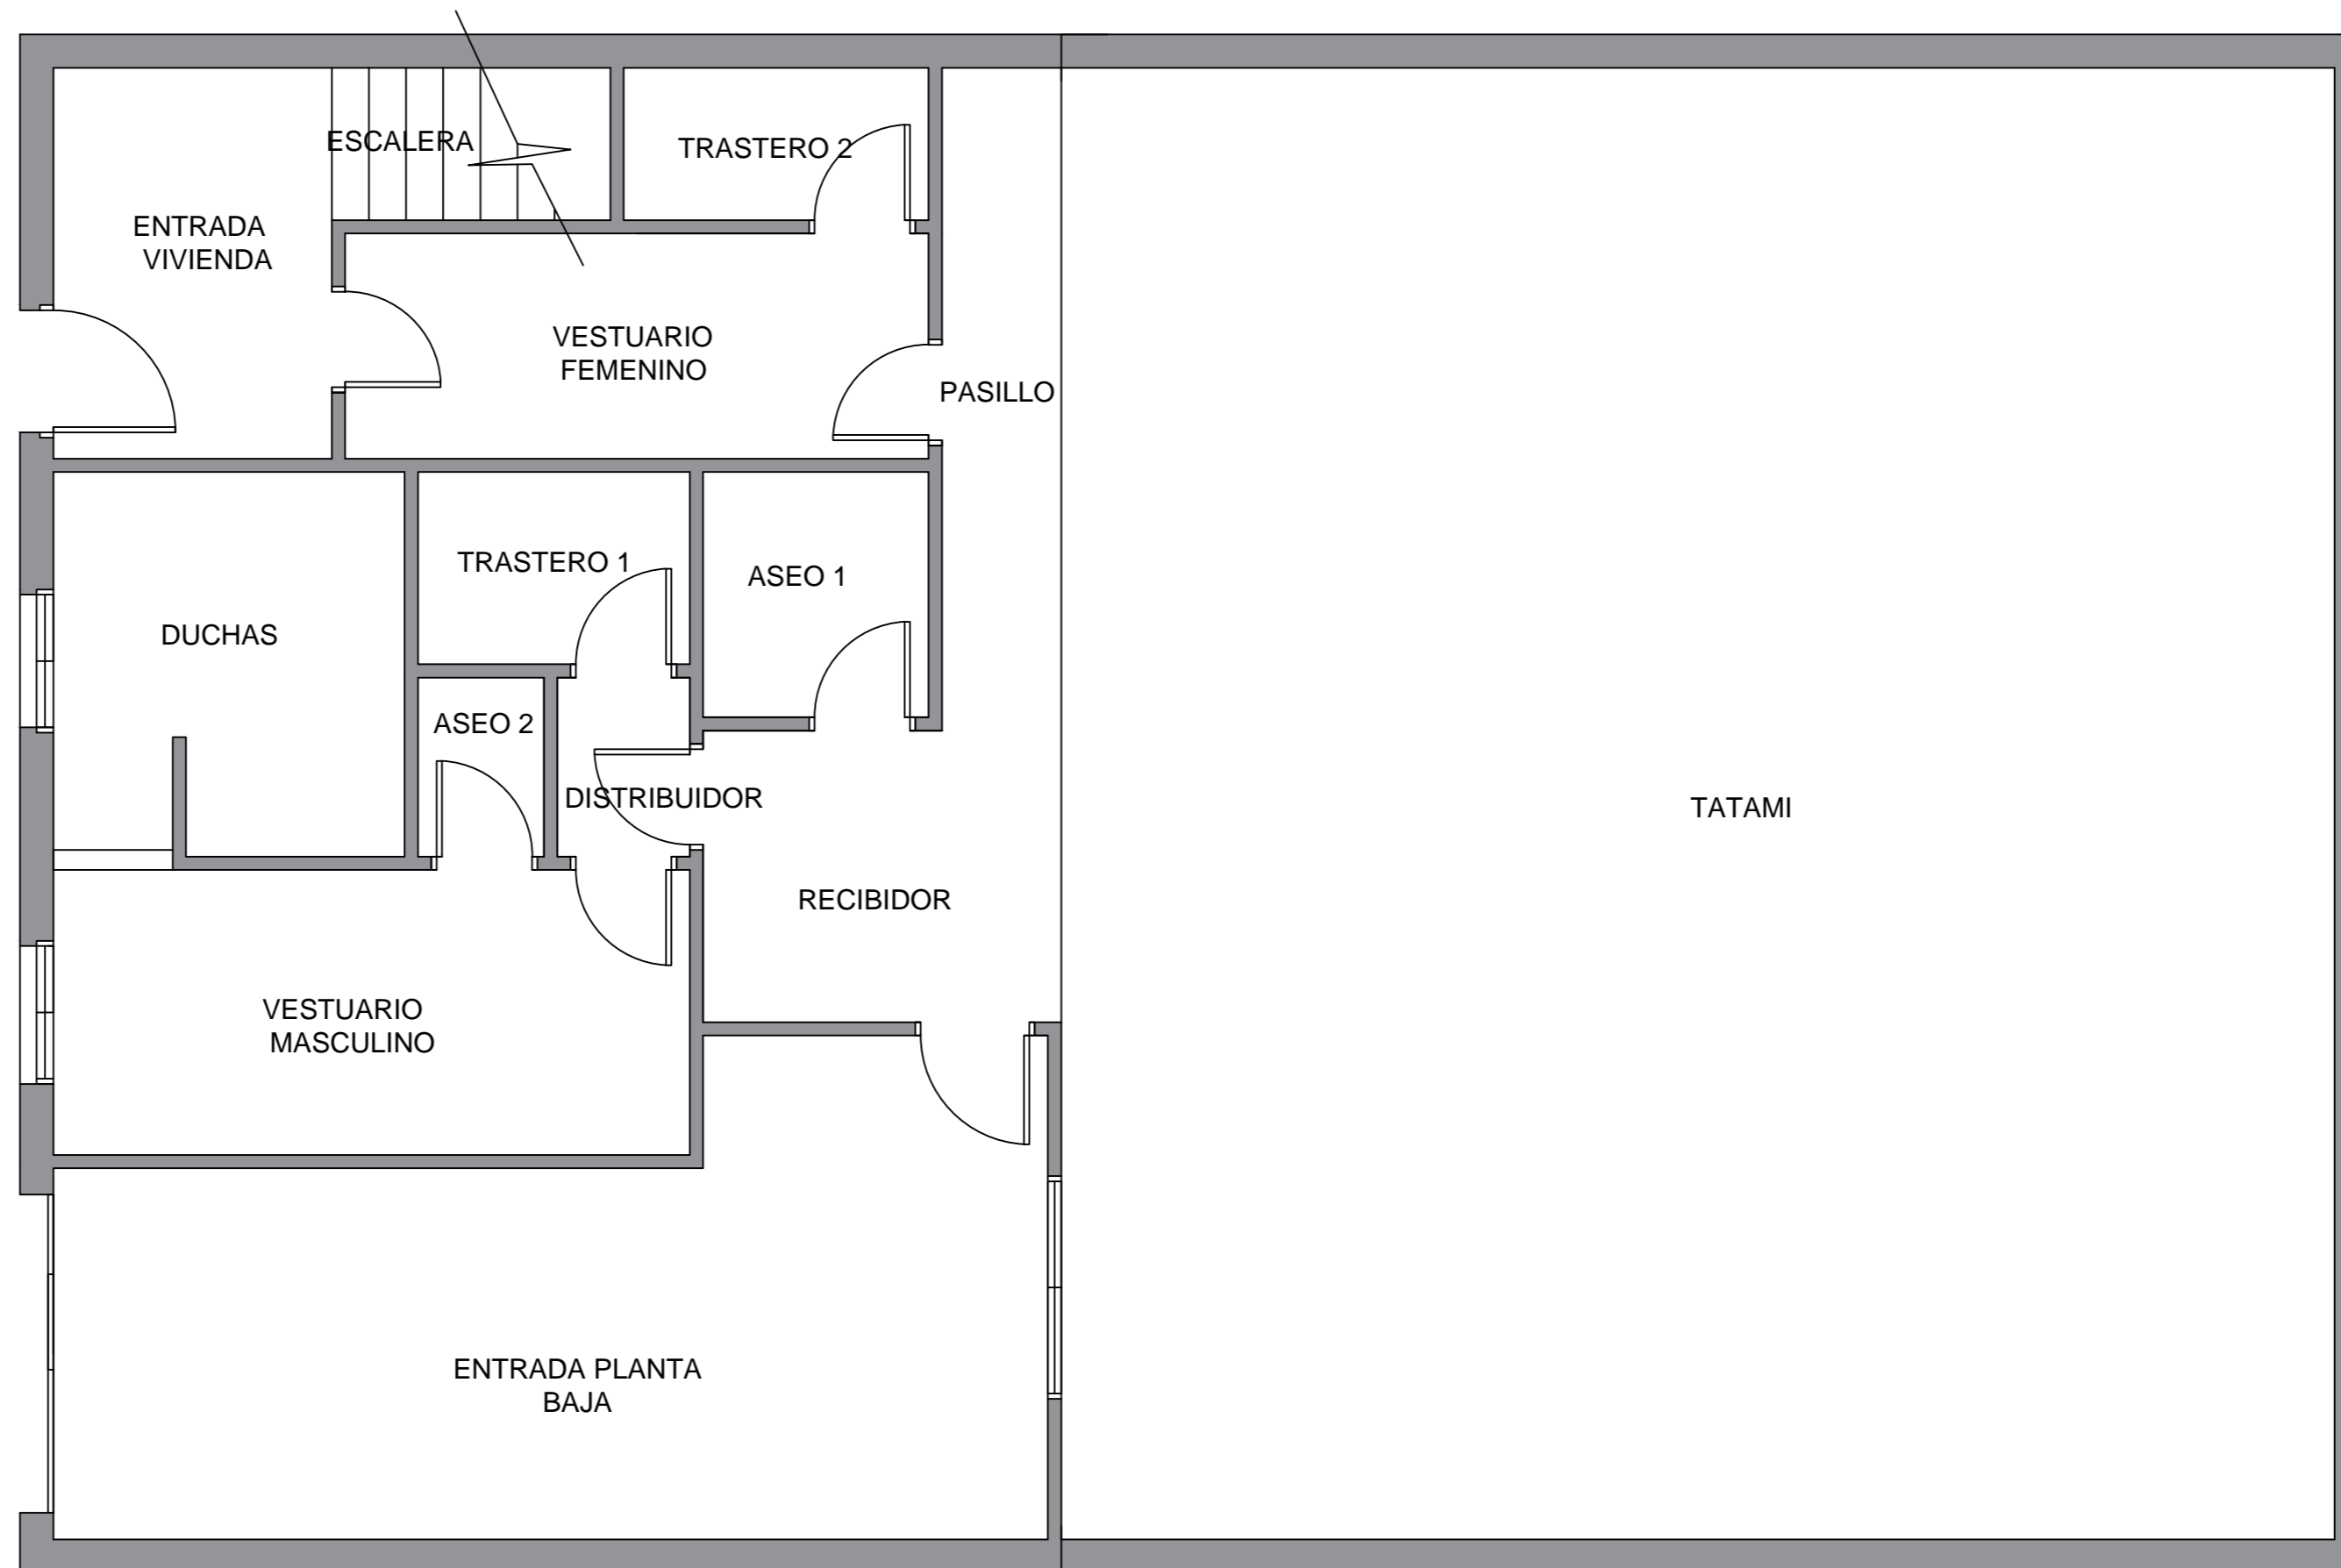 ESCALERA
TRASTERO 2
ENTRADA
VIVIENDA
VESTUARIO
FEMENINO
PASILLO
TRASTERO 1
ASEO 1
DUCHAS
ASEO 2
DISTRIBUIDOR
TATAMI
RECIBIDOR
VESTUARIO
MASCULINO
ENTRADA PLANTA
BAJA